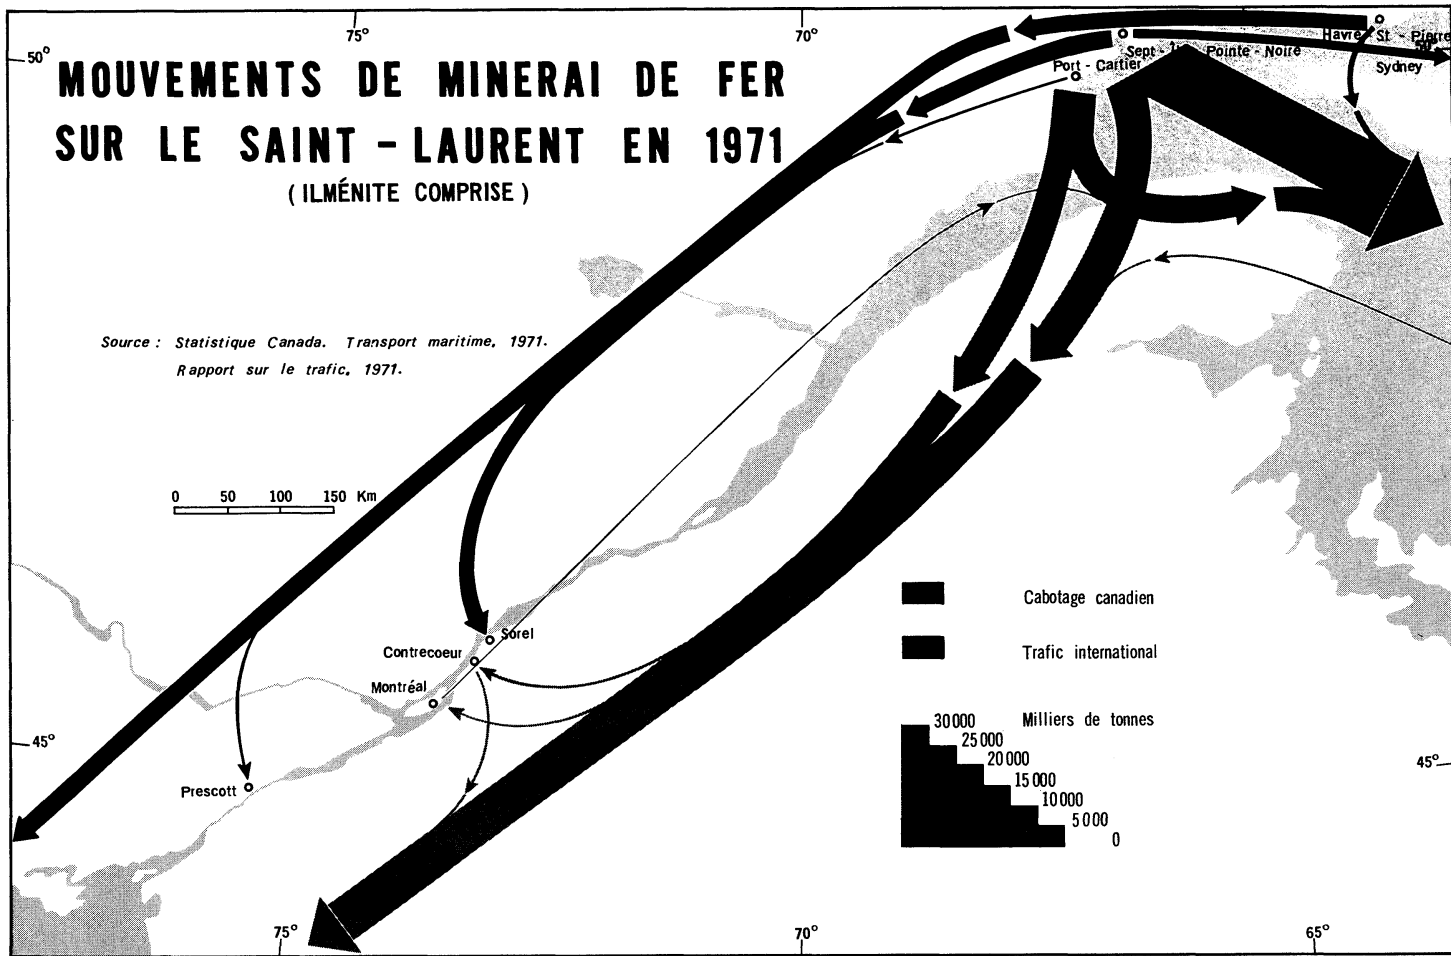 75°
70°
50°
MOUVEMENTS DE MINERAI DE FER
SUR LE SAINT-LAURENT EN 1971
(ILMÉNITE COMPRISE)
Havre St-Pierre
Pointe-Noire
Port-Cartier
Sydney
Source: Statistique Canada. Transport maritime, 1971.
Rapport sur le trafic, 1971.
0 50 100 150 Km
Cabotage canadien
Sorel
Contrecoeur
Trafic international
Montréal
Milliers de tonnes
30 000
25 000
20 000
15 000
10 000
5 000
0
45°
45°
Prescott
75°
70°
65°